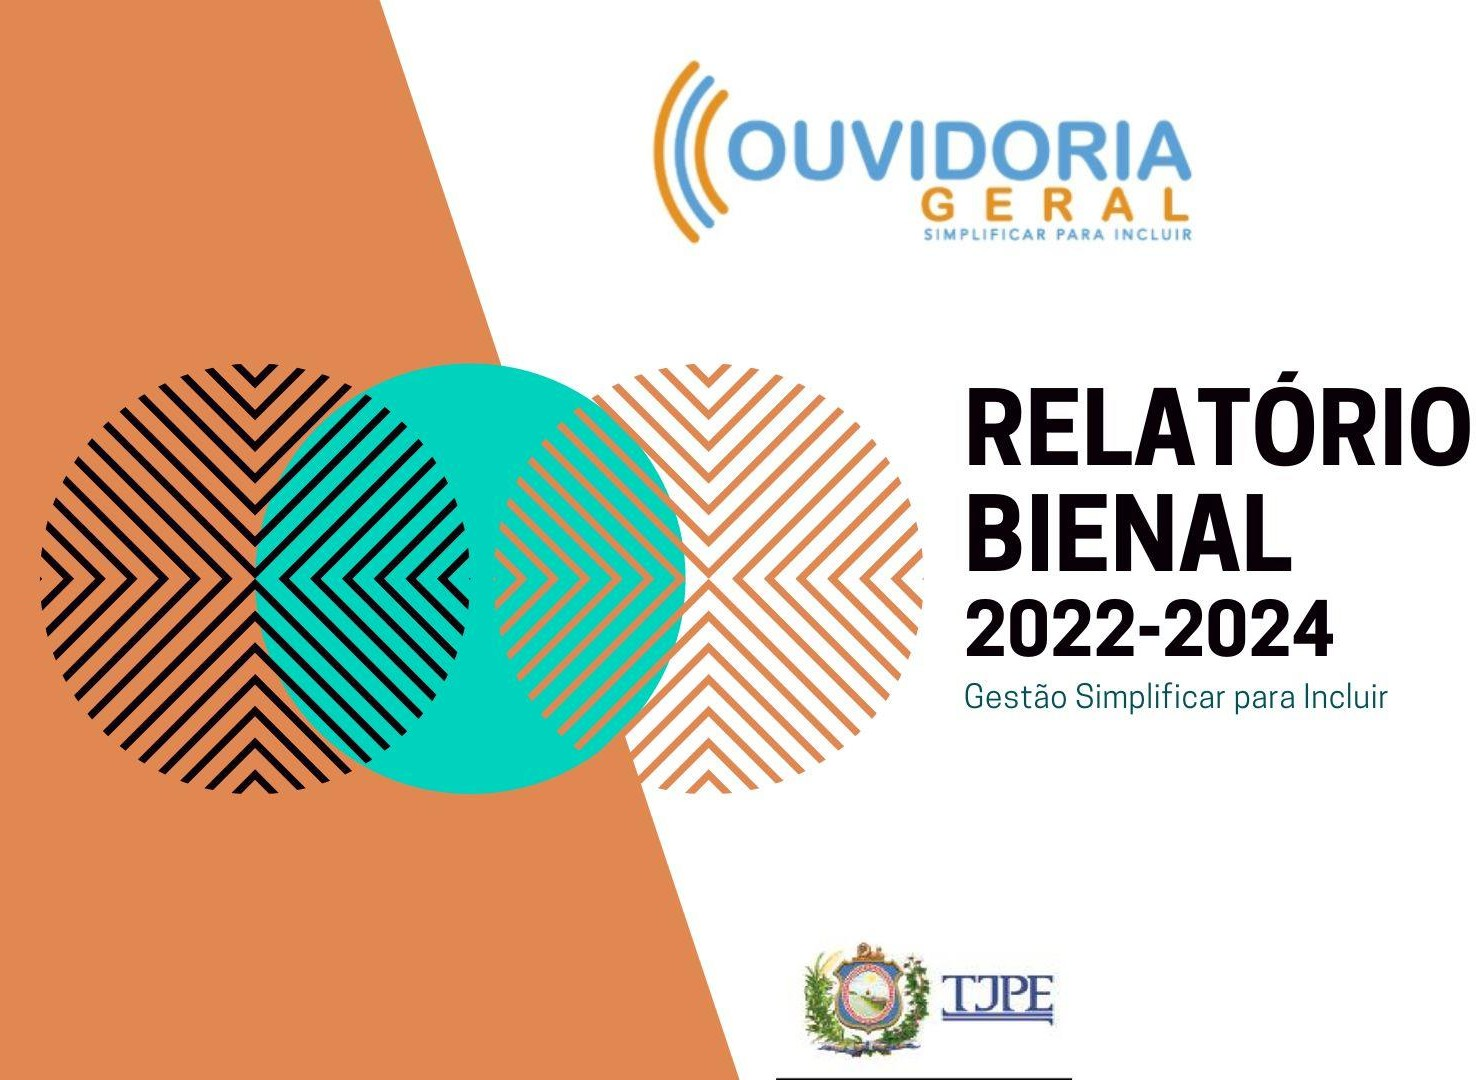 OUVIDORIA
GERAL
SIMPLIFICAR PARA INCLUIR
RELATÓRIO
BIENAL
2022-2024
Gestão Simplificar para Incluir
TJPE